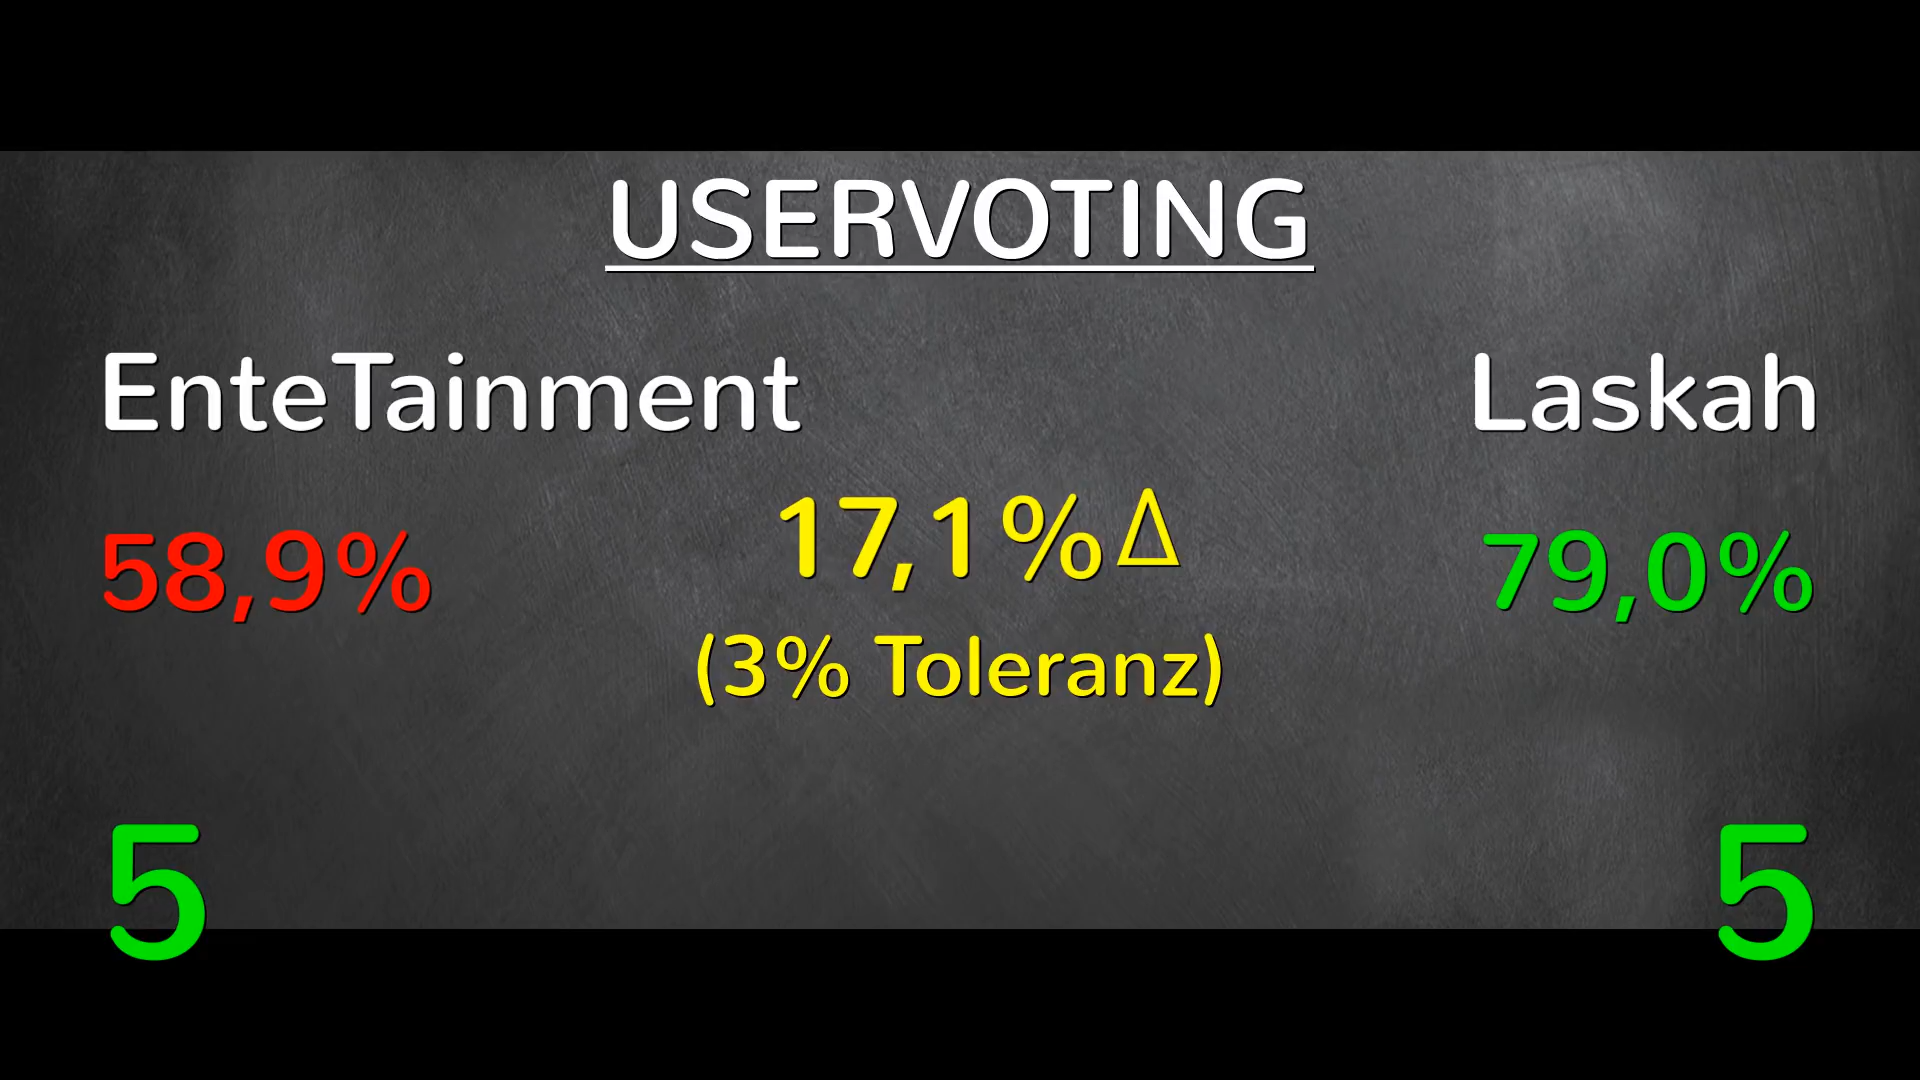 USERVOTING
EnteTainment
Laskah
58,9%
17,1%Δ
79,0%
(3% Toleranz)
5
5